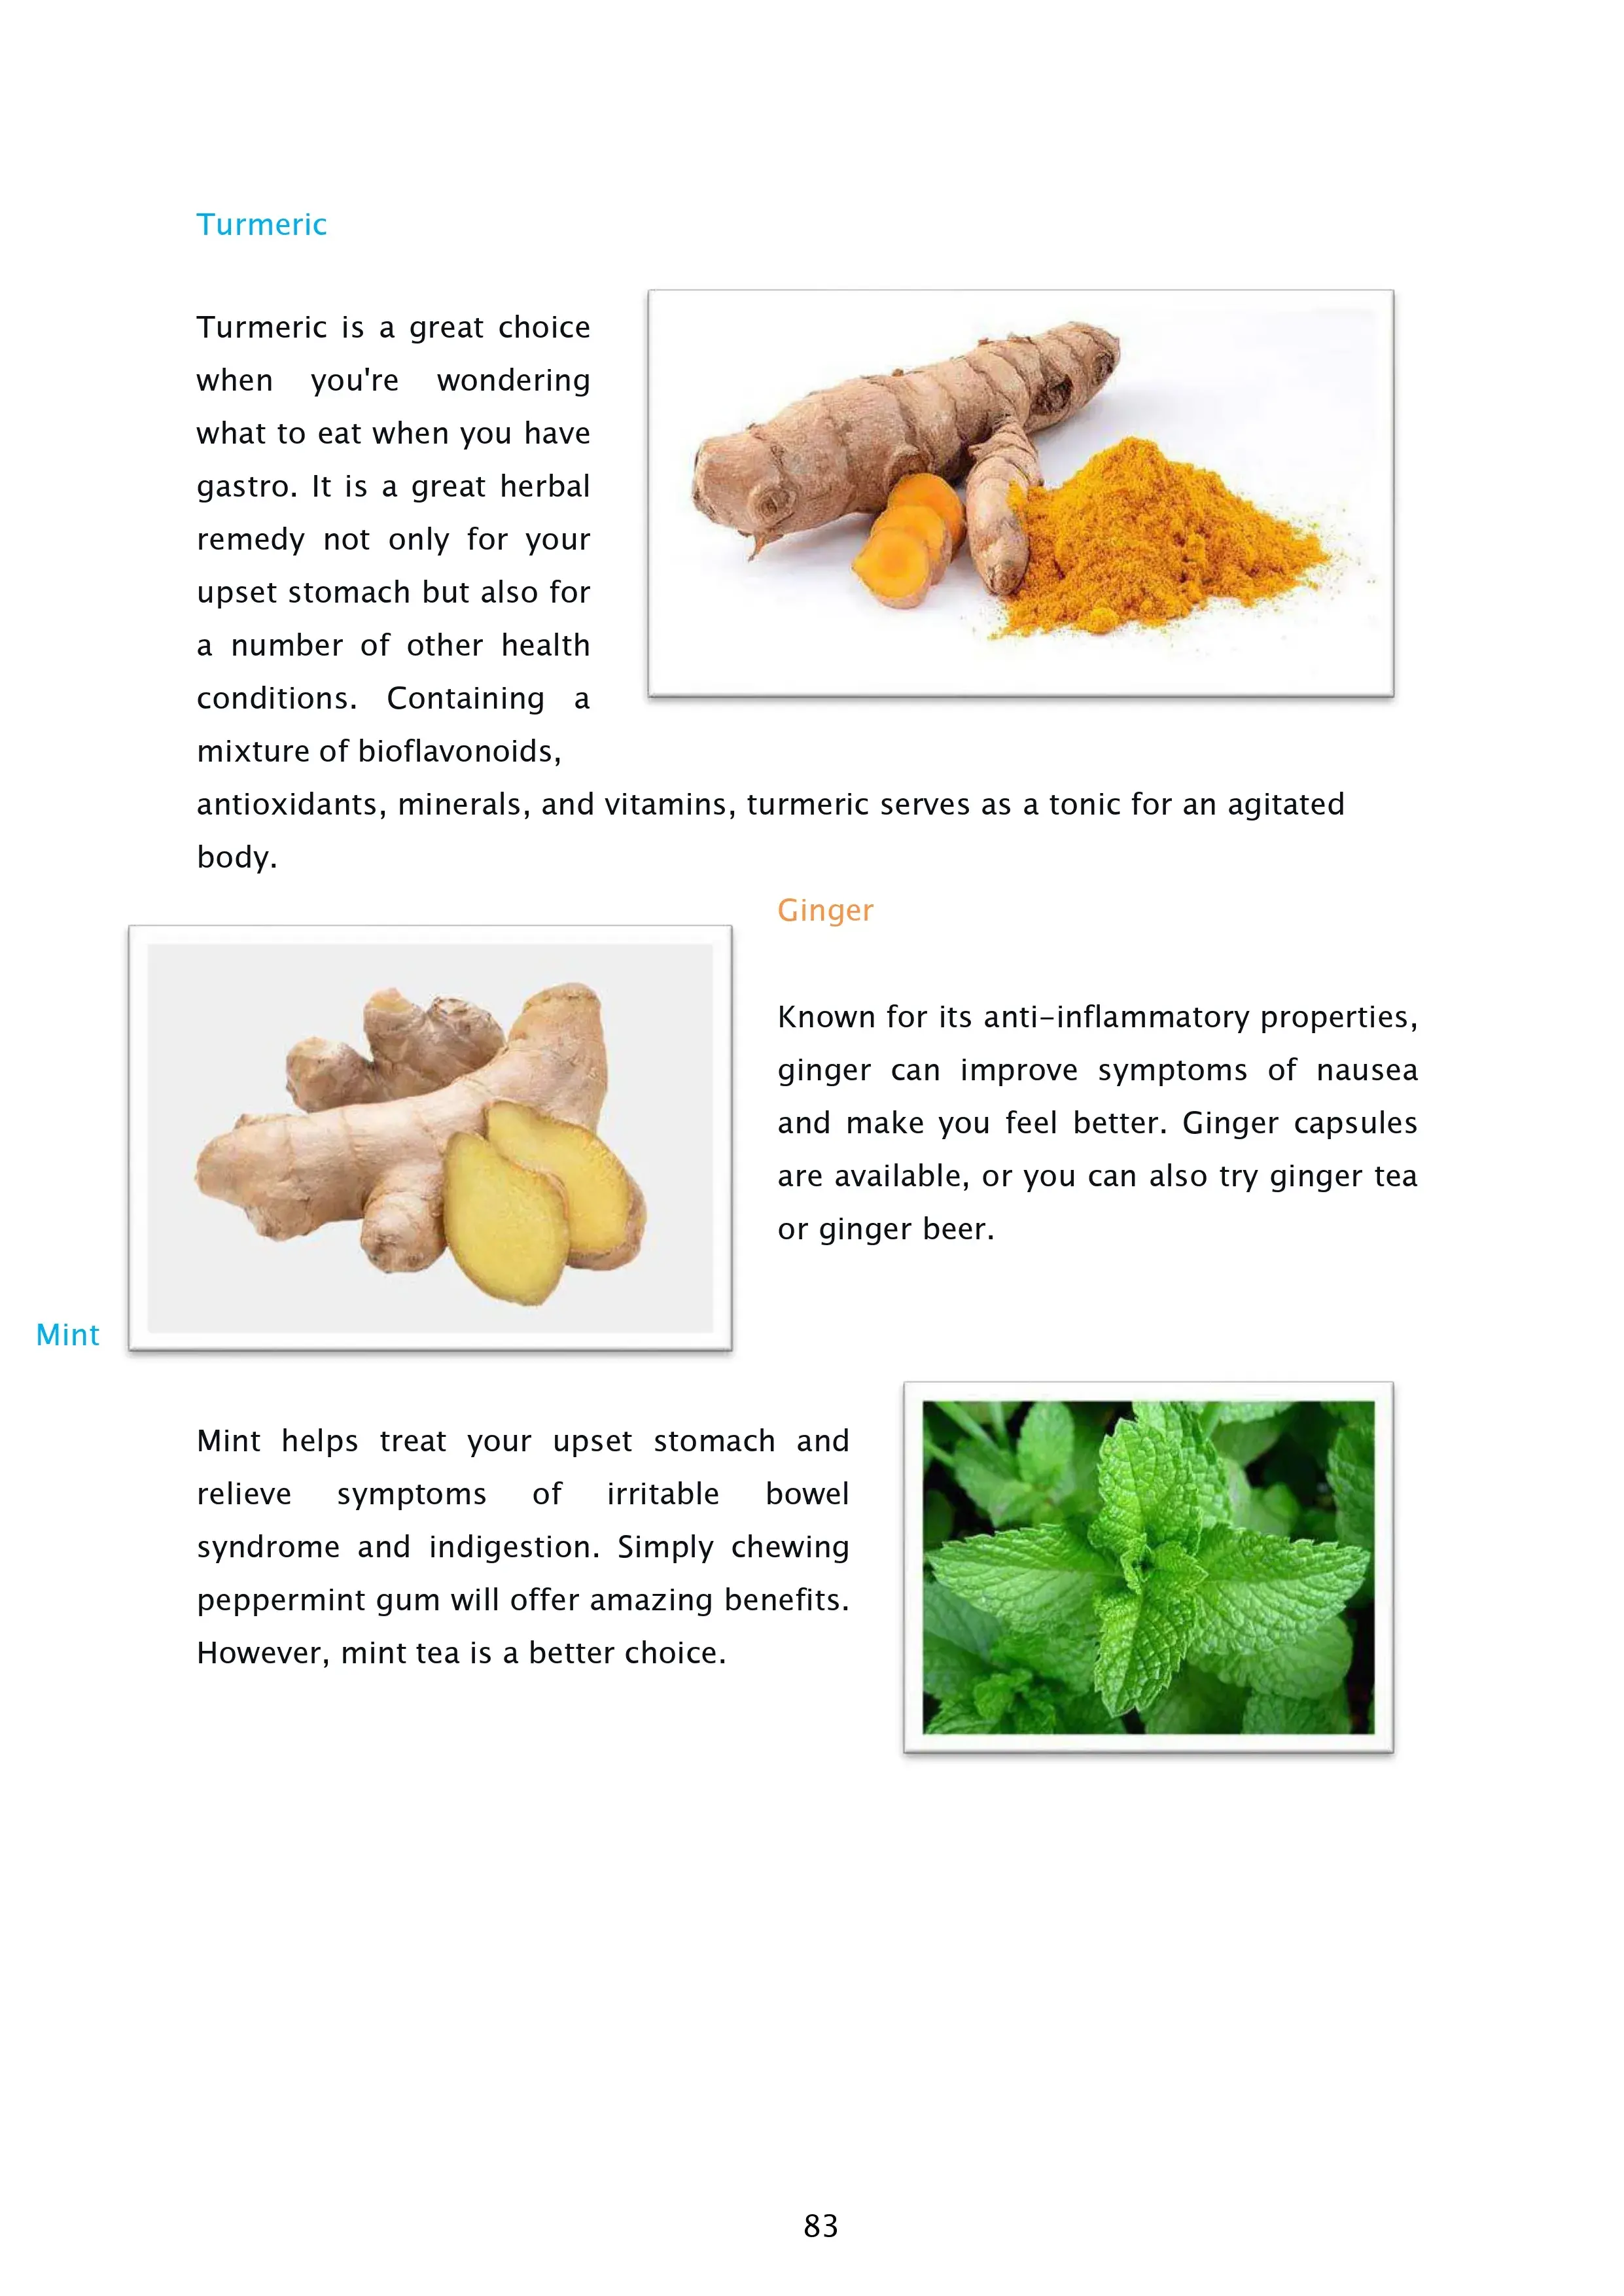 Turmeric
Turmeric is a great choice
when you're wondering
what to eat when you have
gastro. It is a great herbal
remedy not only for your
upset stomach but also for
a number of other health
conditions. Containing a
mixture of bioflavonoids,
antioxidants, minerals, and vitamins, turmeric serves as a tonic for an agitated
body.
Ginger
Known for its anti-inflammatory properties,
ginger can improve symptoms of nausea
and make you feel better. Ginger capsules
are available, or you can also try ginger tea
or ginger beer.
Mint
Mint helps treat your upset stomach and
relieve symptoms of irritable bowel
syndrome and indigestion. Simply chewing
peppermint gum will offer amazing benefits.
However, mint tea is a better choice.
83